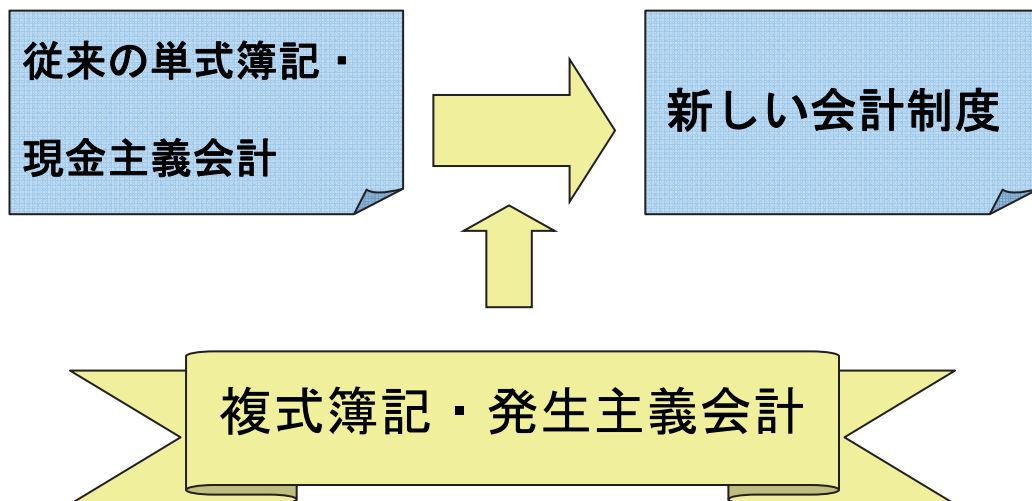 従来の単式簿記・
現金主義会計
新しい会計制度
複式簿記・発生主義会計